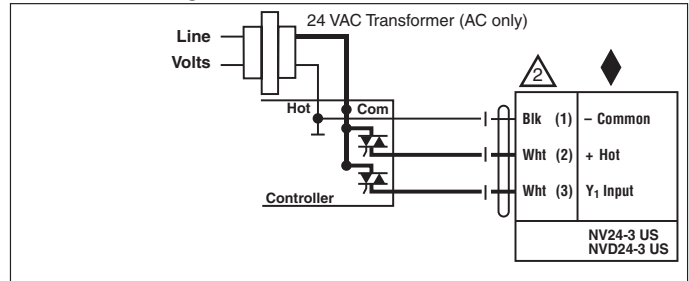 24 VAC Transformer (AC only)
Line
Volts
2
Hot
Com
Blk (1) – Common
Wht (2) + Hot
Wht (3) Y1 Input
Controller
NV24-3 US
NVD24-3 US